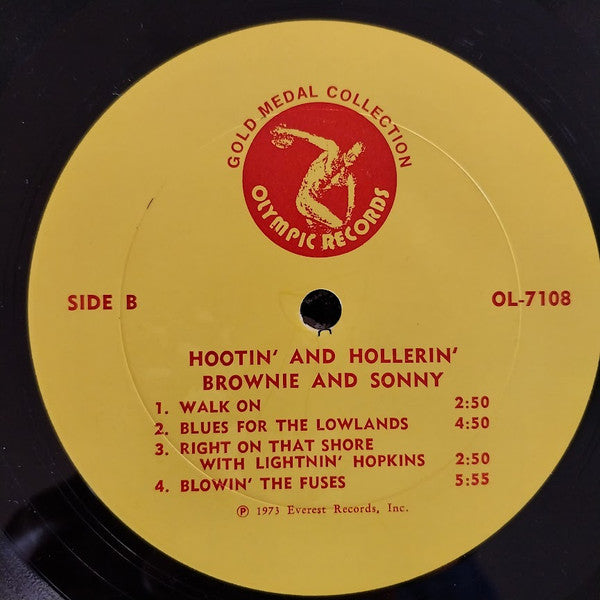 GOLD MEDAL COLLECTION
OLYMPIC RECORDS
SIDE B
OL-7108
HOOTIN' AND HOLLERIN'
BROWNIE AND SONNY
1. WALK ON 2:50
2. BLUES FOR THE LOWLANDS 4:50
3. RIGHT ON THAT SHORE
WITH LIGHTNIN' HOPKINS 2:50
4. BLOWIN' THE FUSES 5:55
℗ 1973 Everest Records, Inc.